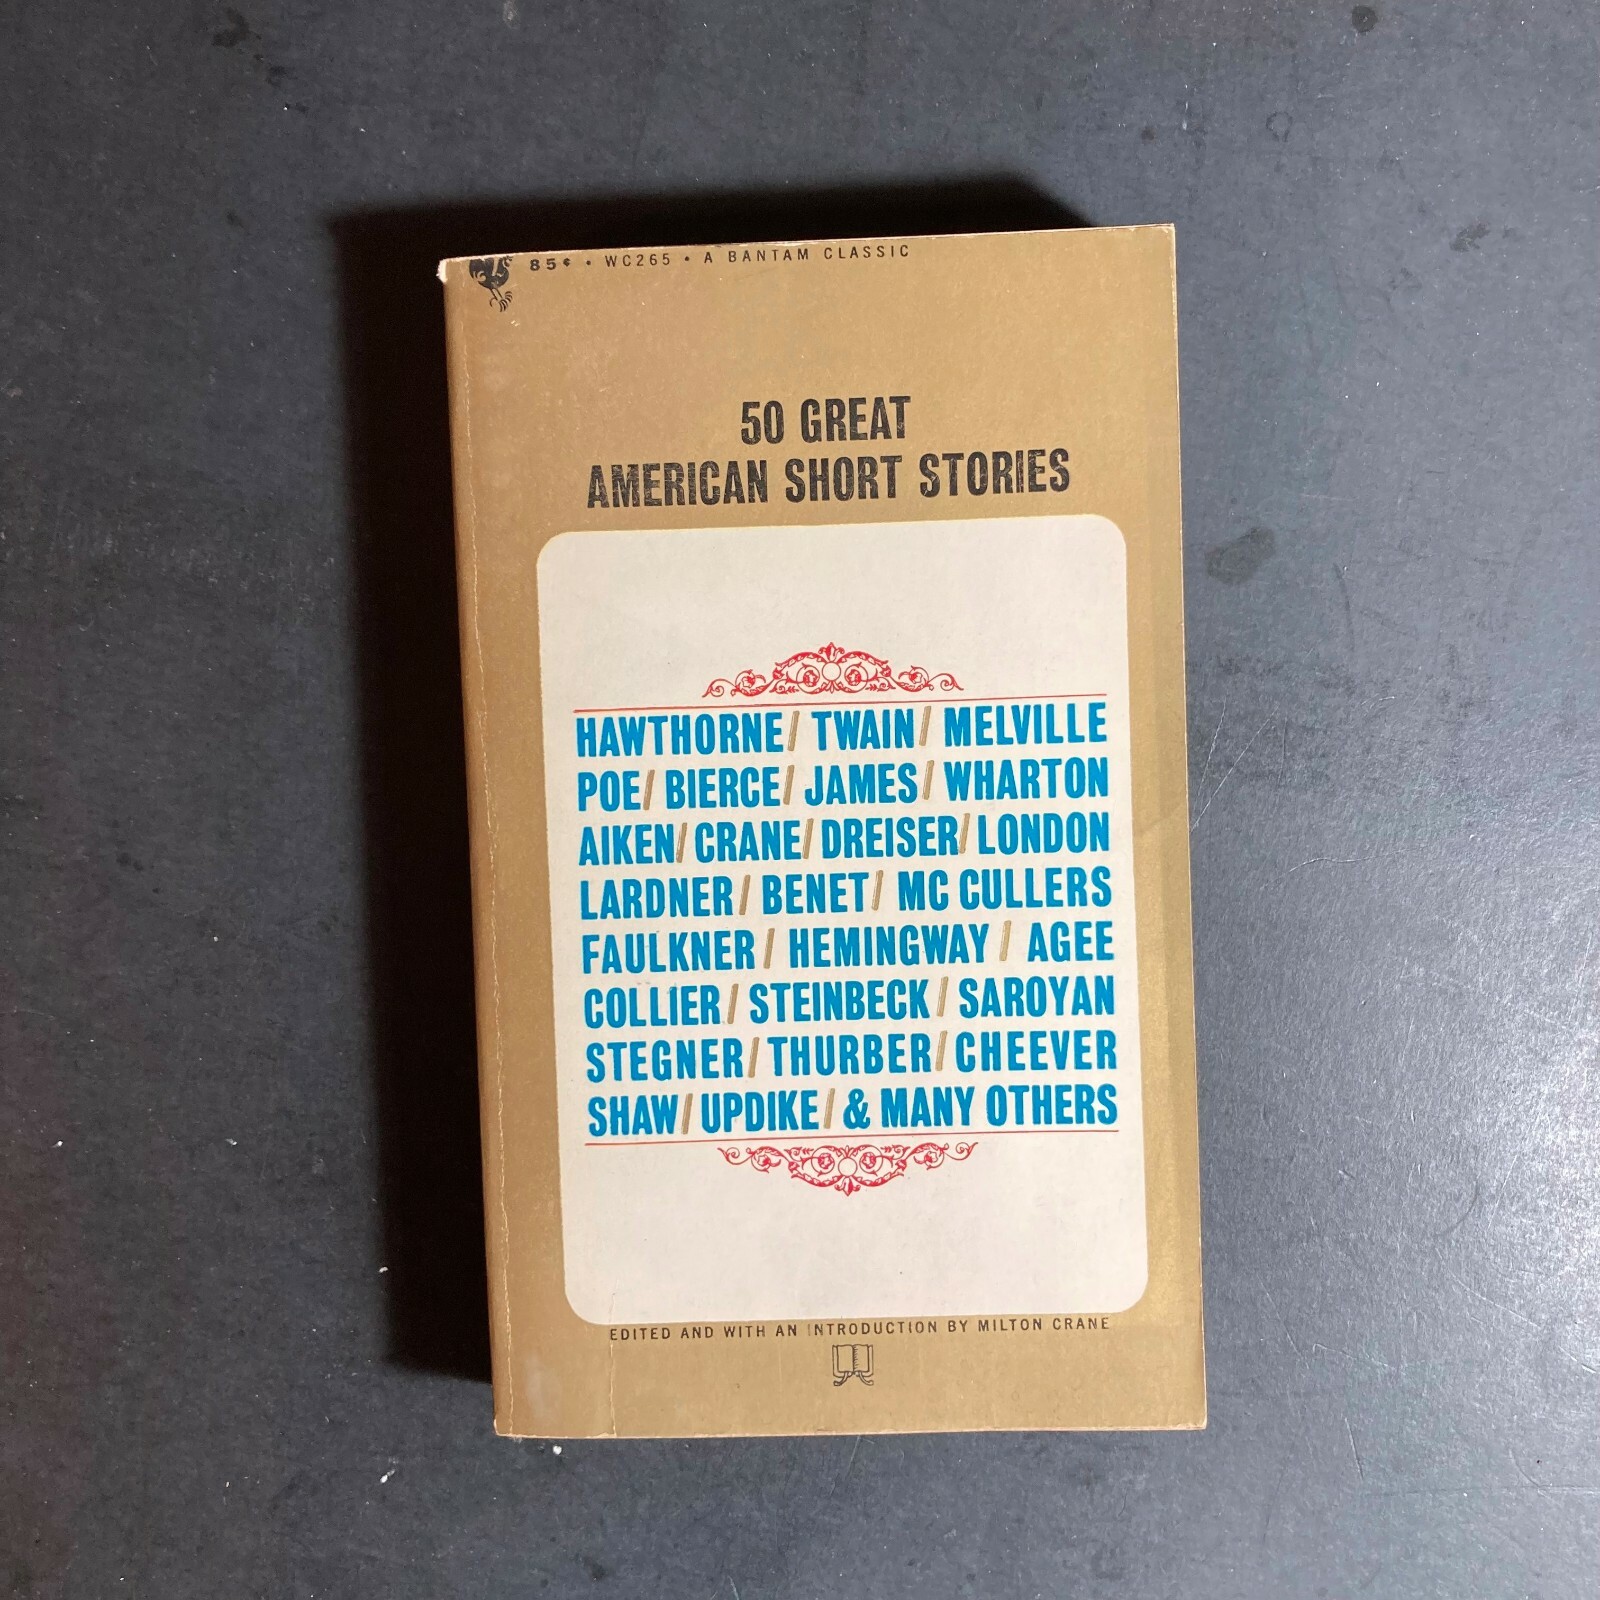 85¢ • WC265 • A BANTAM CLASSIC
50 GREAT
AMERICAN SHORT STORIES
HAWTHORNE/ TWAIN/ MELVILLE
POE/ BIERCE/ JAMES/ WHARTON
AIKEN/ CRANE/ DREISER/ LONDON
LARDNER/ BENET/ MC CULLERS
FAULKNER/ HEMINGWAY/ AGEE
COLLIER/ STEINBECK/ SAROYAN
STEGNER/ THURBER/ CHEEVER
SHAW/ UPDIKE/ & MANY OTHERS
EDITED AND WITH AN INTRODUCTION BY MILTON CRANE